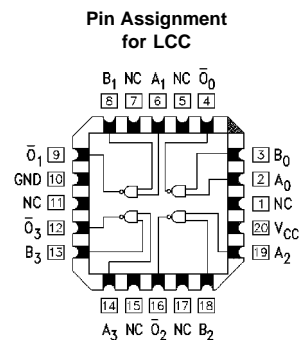 Pin Assignment
for LCC
B₁ NC A₁ NC Ō₀
8 7 6 5 4
Ō₁ 9
GND 10
NC 11
Ō₃ 12
B₃ 13
3 B₀
2 A₀
1 NC
20 V_CC
19 A₂
14 15 16 17 18
A₃ NC Ō₂ NC B₂